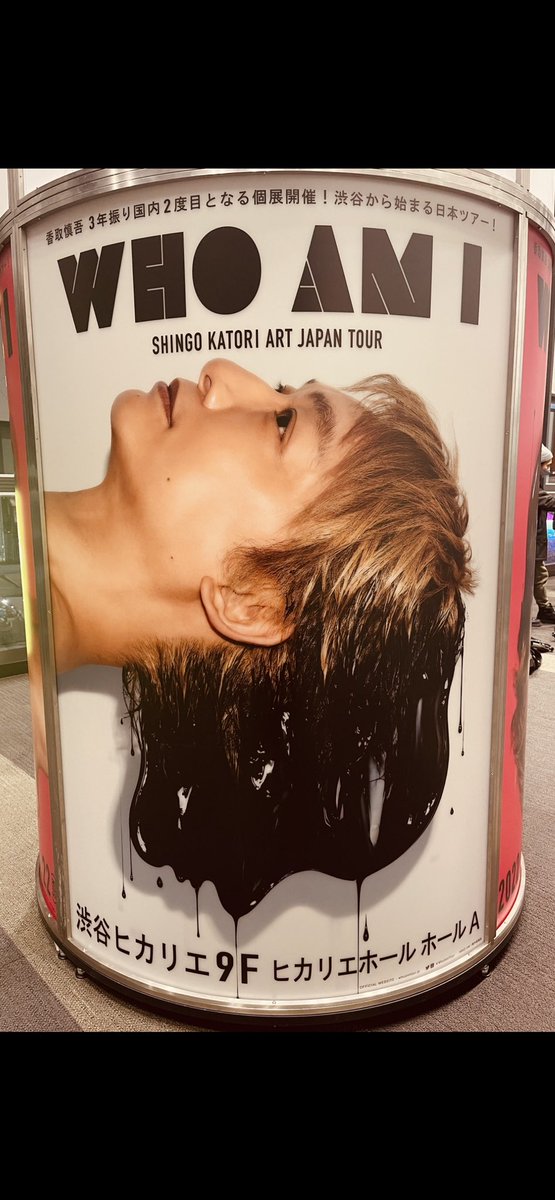 香取慎吾 3年振り国内2度目となる個展開催！渋谷から始まる日本ツアー！
WHO AM I
SHINGO KATORI ART JAPAN TOUR
渋谷ヒカリエ9F ヒカリエホール ホールA
OFFICIAL WEBSITE